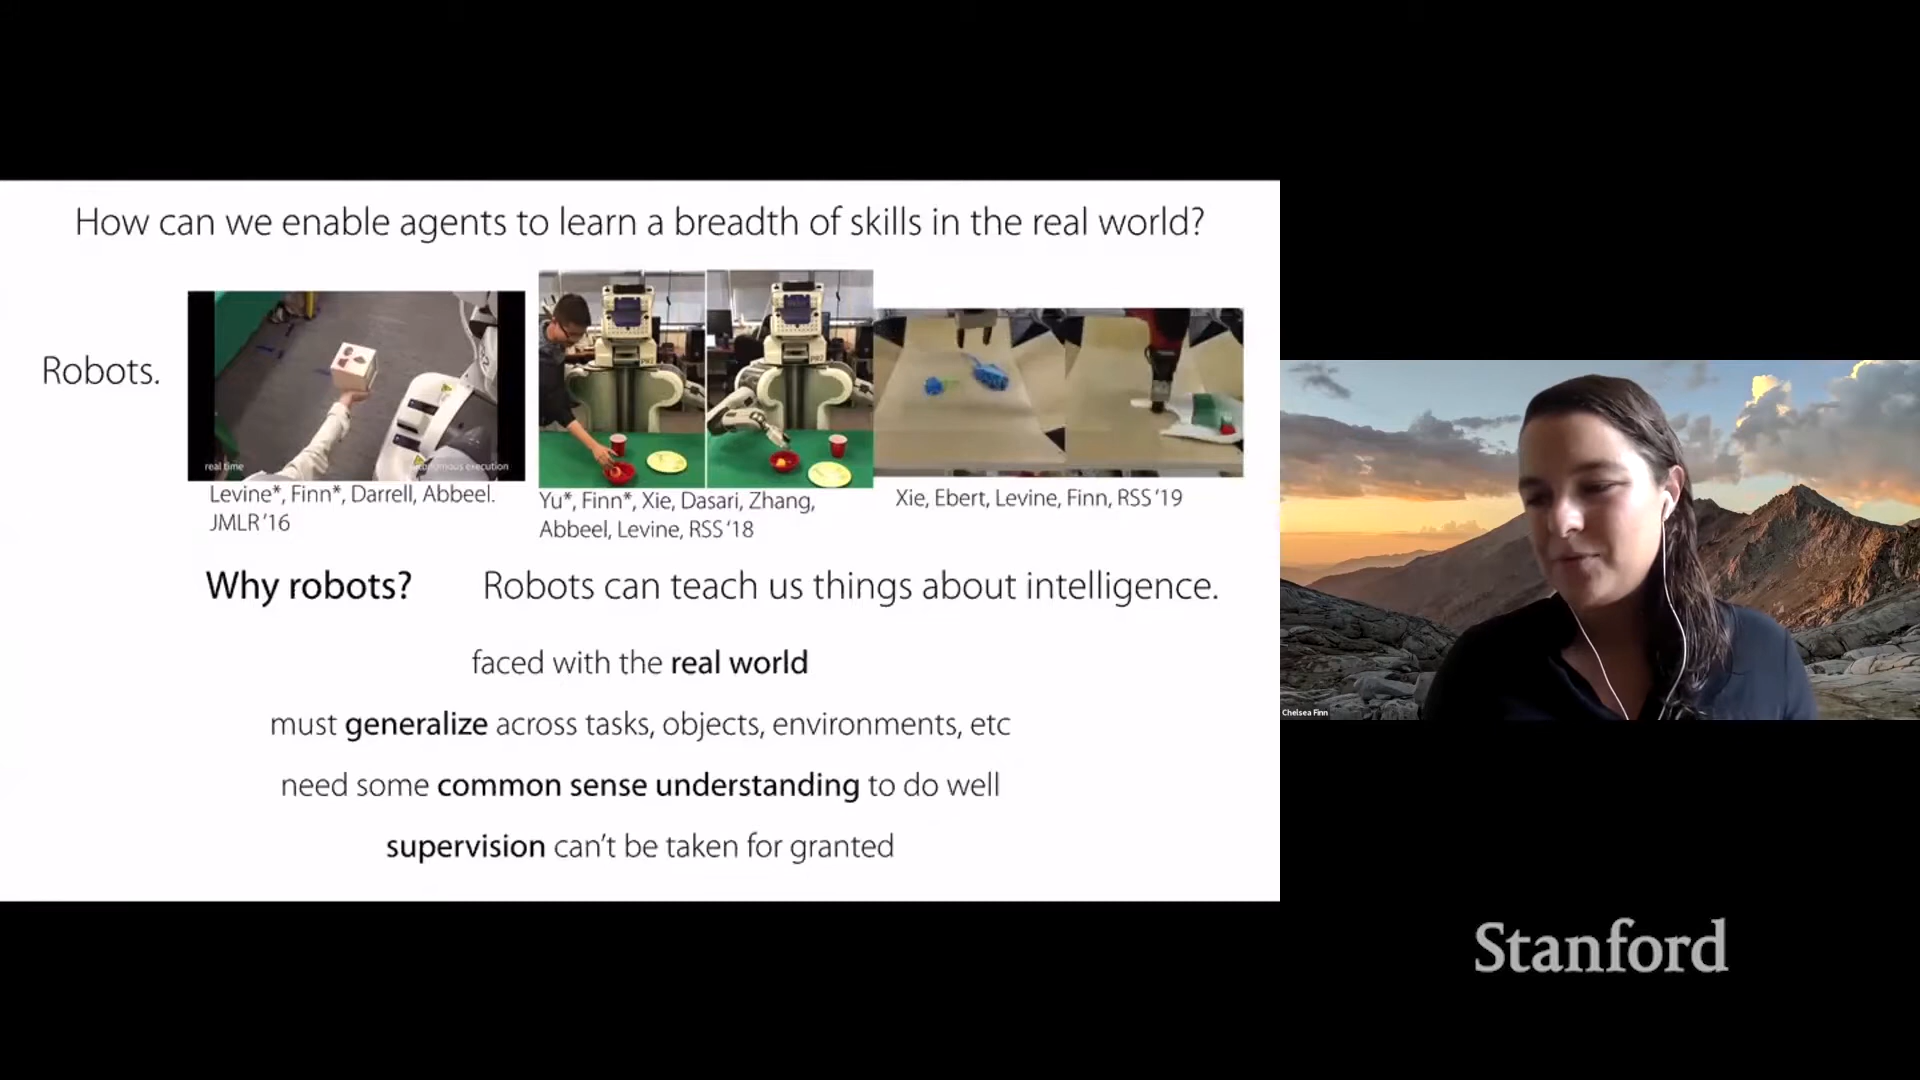 How can we enable agents to learn a breadth of skills in the real world?
Robots.
real time
autonomous execution
Levine*, Finn*, Darrell, Abbeel.
JMLR '16
Yu*, Finn*, Xie, Dasari, Zhang,
Abbeel, Levine, RSS '18
Xie, Ebert, Levine, Finn, RSS '19
Why robots? Robots can teach us things about intelligence.
faced with the real world
must generalize across tasks, objects, environments, etc
need some common sense understanding to do well
supervision can't be taken for granted
Chelsea Finn
Stanford